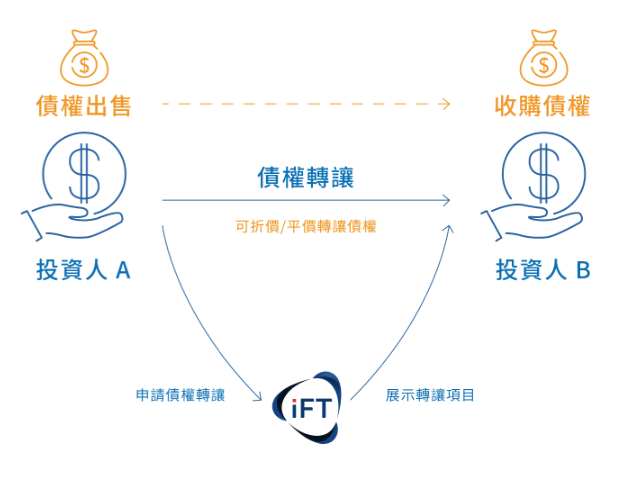 $
$
債權出售
收購債權
$
$
債權轉讓
可折價/平價轉讓債權
投資人 A
投資人 B
申請債權轉讓
展示轉讓項目
iFT